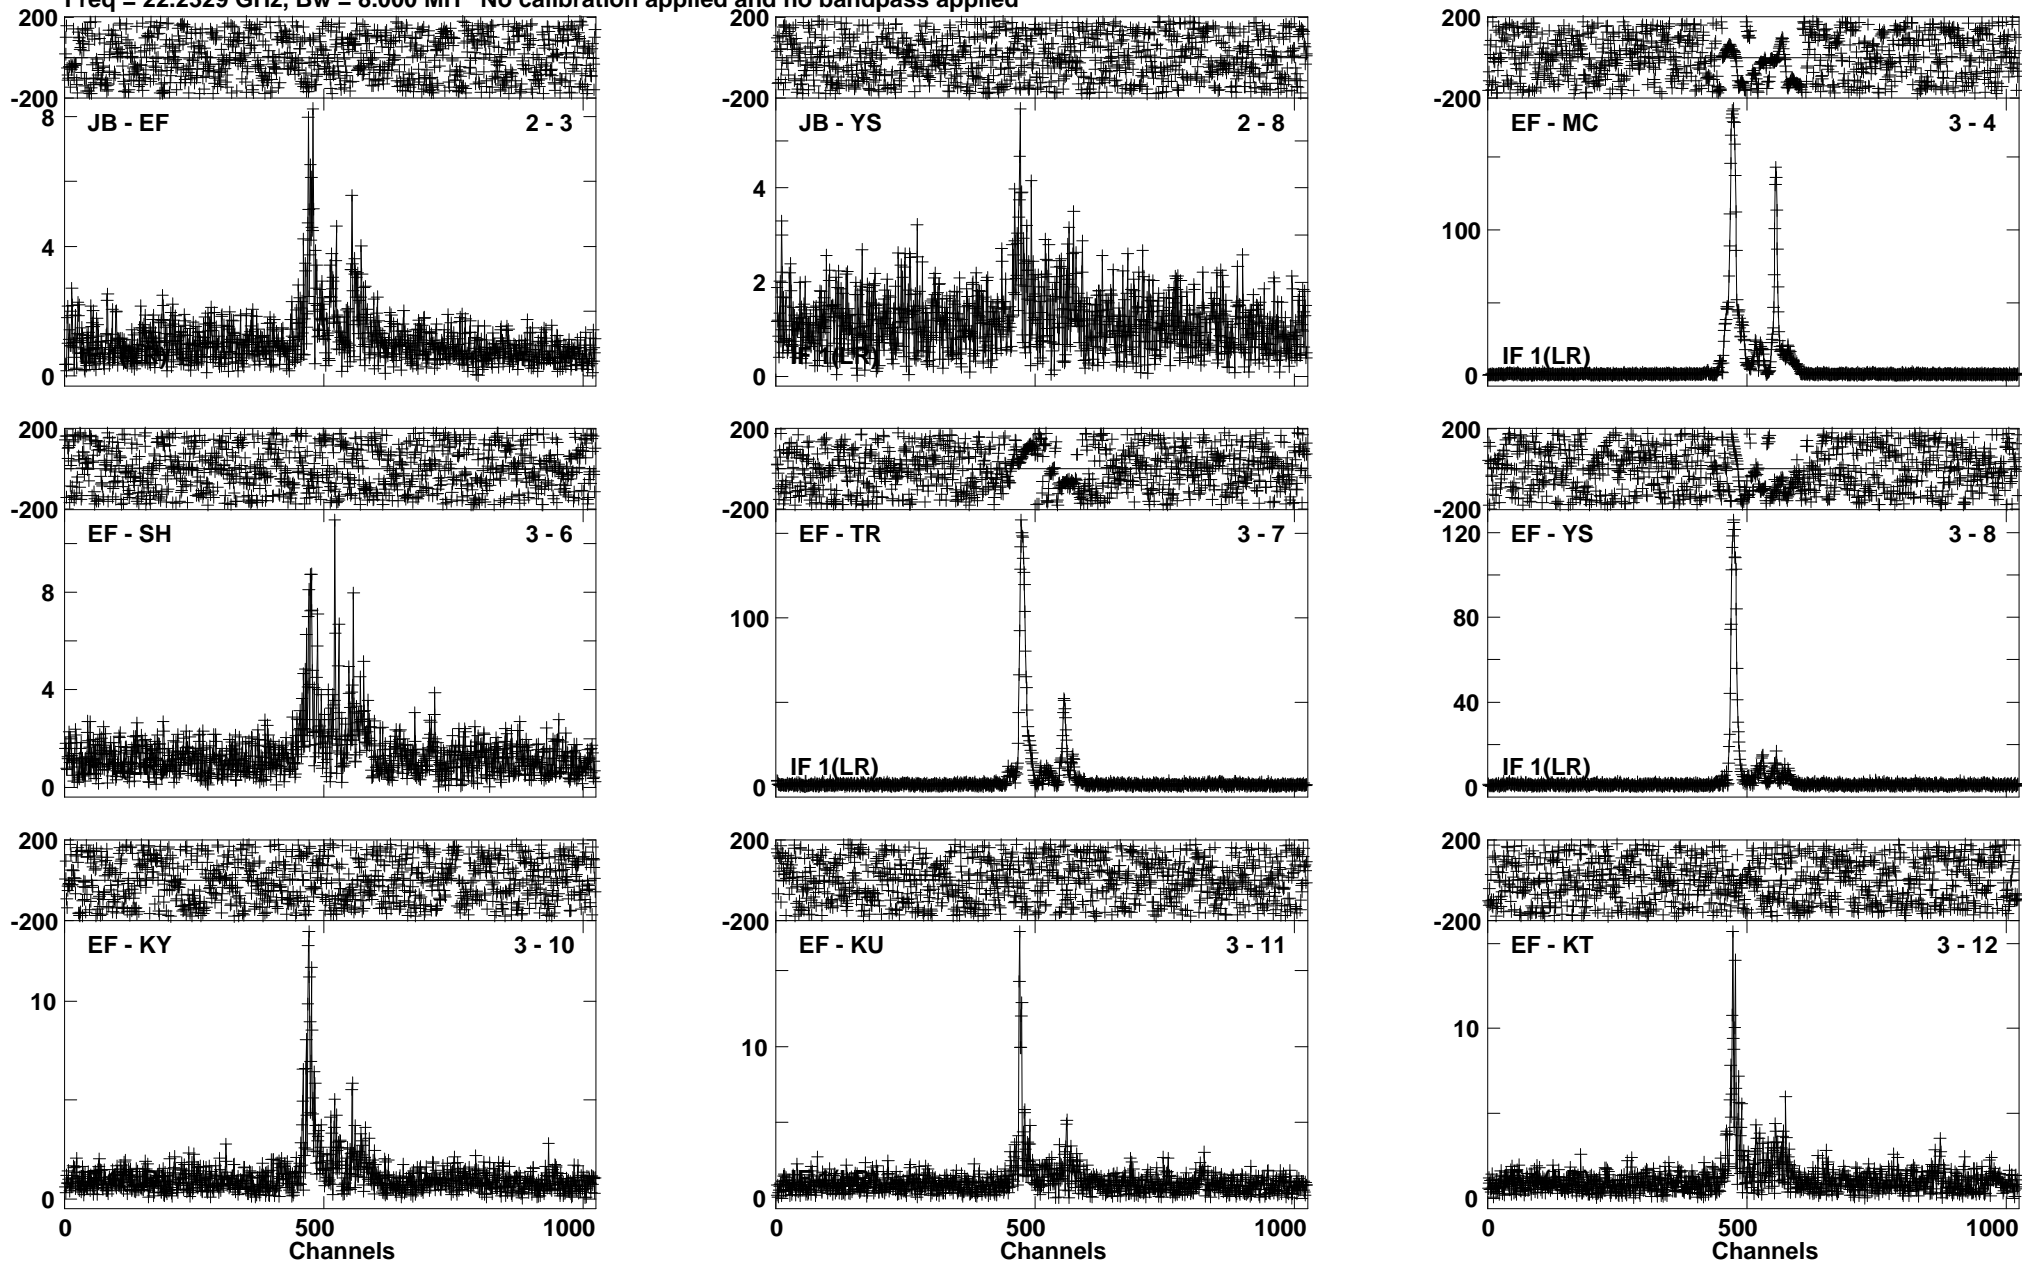 Freq = 22.2329 GHz, Bw = 8.000 MH No calibration applied and no bandpass applied
200
-200
8
4
0
JB - EF
2 - 3
200
-200
4
2
0
JB - YS
2 - 8
IF 1(LR)
200
-200
100
0
EF - MC
3 - 4
IF 1(LR)
200
-200
8
4
0
EF - SH
3 - 6
200
-200
100
0
EF - TR
3 - 7
IF 1(LR)
200
-200
120
80
40
0
EF - YS
3 - 8
IF 1(LR)
200
-200
10
0
EF - KY
3 - 10
0 500 1000
Channels
200
-200
10
0
EF - KU
3 - 11
0 500 1000
Channels
200
-200
10
0
EF - KT
3 - 12
0 500 1000
Channels